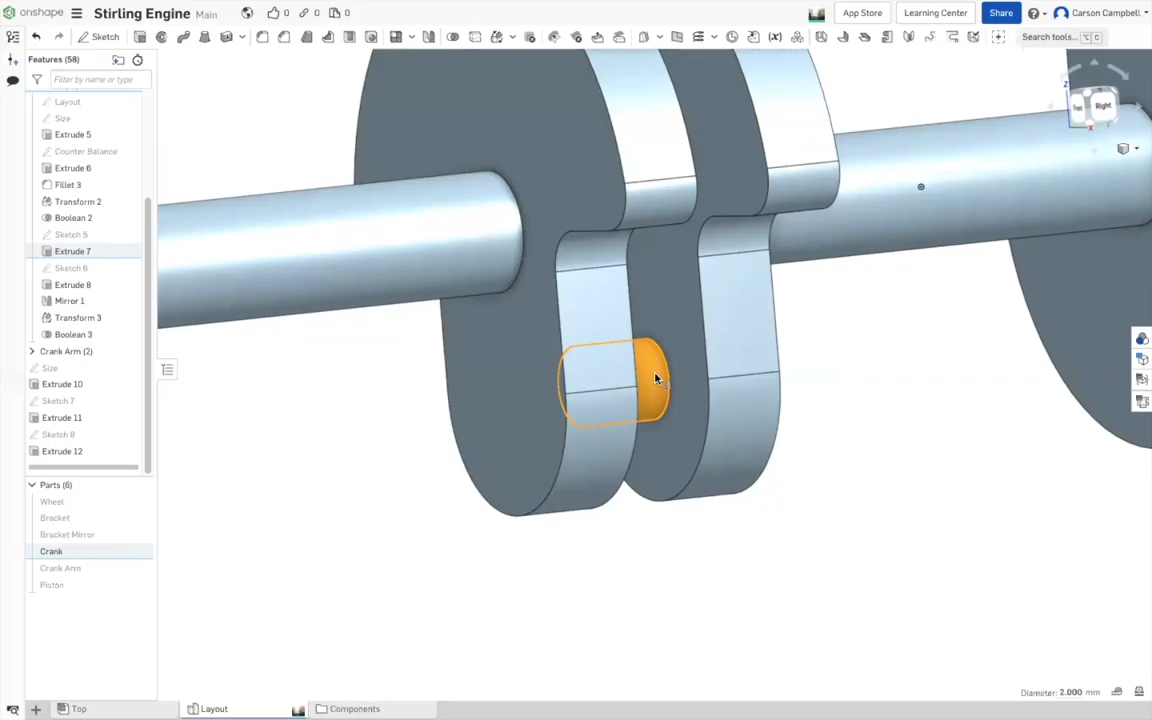 onshape Stirling Engine Main 0 0 0 App Store Learning Center Share Carson Campbell
Sketch Search tools... ⌥ C
Features (58)
Filter by name or type
Layout
Size
Extrude 5
Counter Balance
Extrude 6
Fillet 3
Transform 2
Boolean 2
Sketch 5
Extrude 7
Sketch 6
Extrude 8
Mirror 1
Transform 3
Boolean 3
Crank Arm (2)
Size
Extrude 10
Sketch 7
Extrude 11
Sketch 8
Extrude 12
Parts (6)
Wheel
Bracket
Bracket Mirror
Crank
Crank Arm
Piston
Z
Right
X
Diameter: 2.000 mm
Top Layout Components